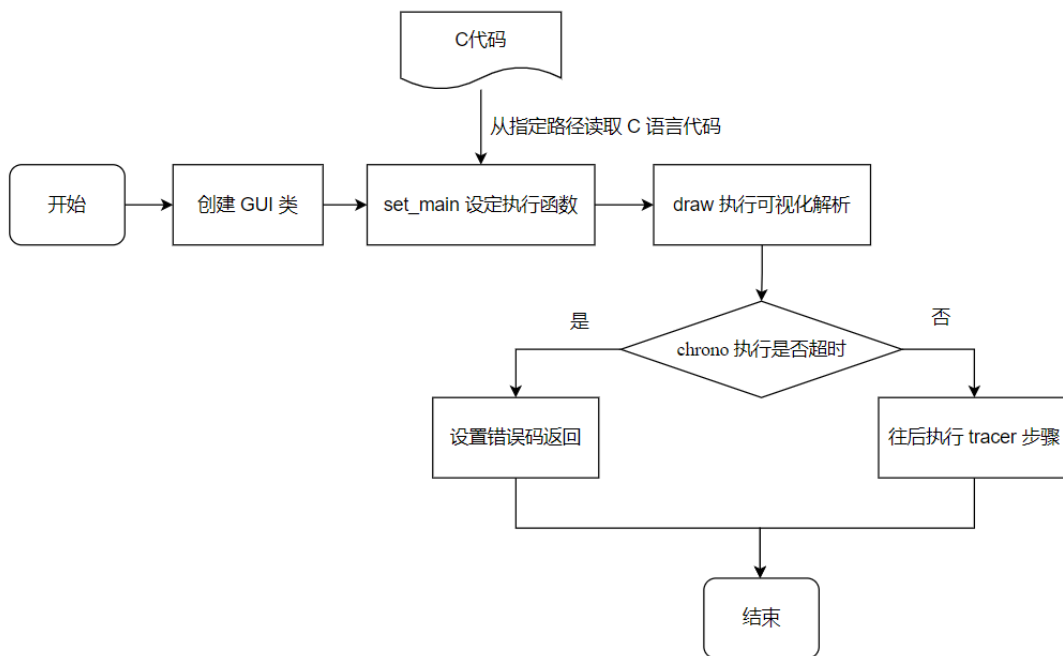 C代码
从指定路径读取 C 语言代码
开始
创建 GUI 类
set_main 设定执行函数
draw 执行可视化解析
是
否
chrono 执行是否超时
设置错误码返回
往后执行 tracer 步骤
结束